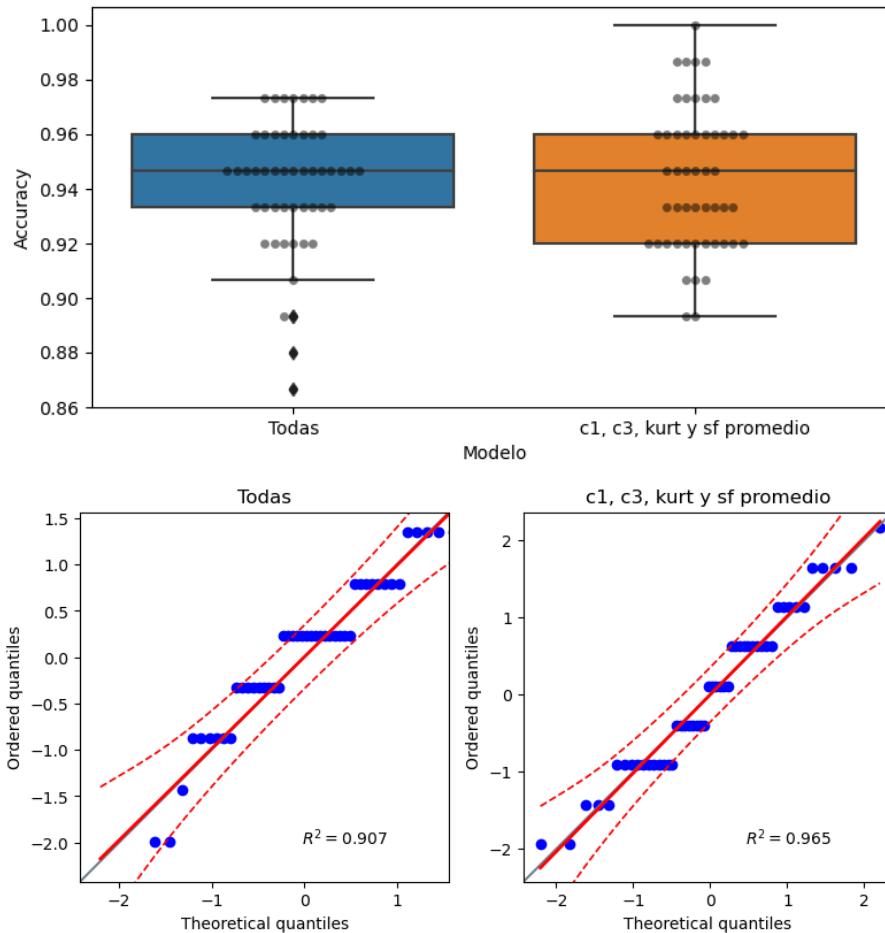 1.00
0.98
0.96
0.94
0.92
0.90
0.88
0.86
Accuracy
Todas
c1, c3, kurt y sf promedio
Modelo
Todas
1.5
1.0
0.5
0.0
−0.5
−1.0
−1.5
−2.0
Ordered quantiles
R² = 0.907
−2
−1
0
1
Theoretical quantiles
c1, c3, kurt y sf promedio
2
1
0
−1
−2
Ordered quantiles
R² = 0.965
−2
−1
0
1
2
Theoretical quantiles